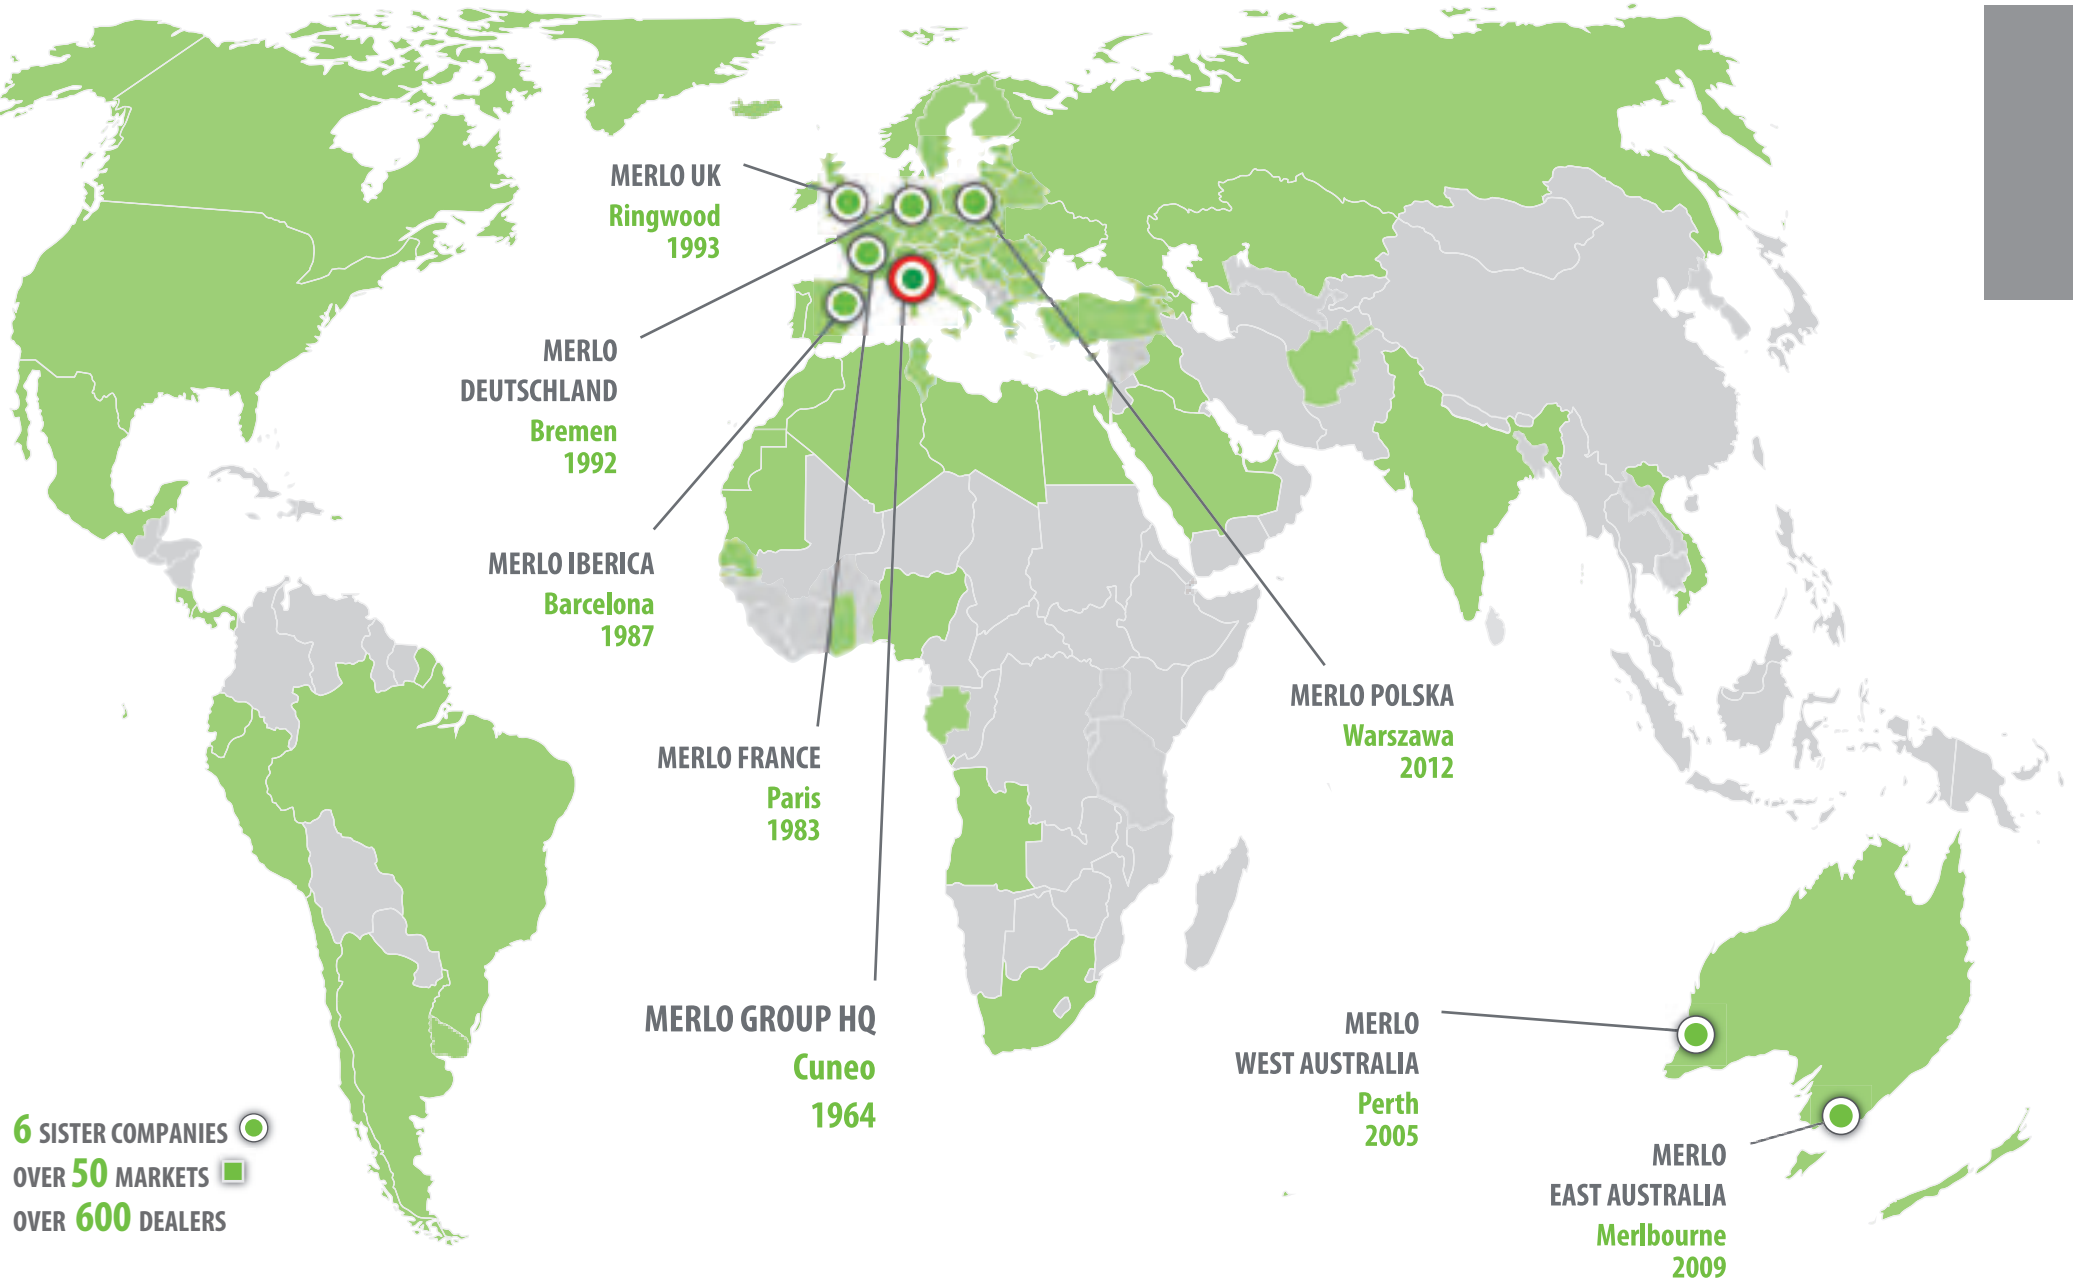 MERLO UK
Ringwood
1993
MERLO
DEUTSCHLAND
Bremen
1992
MERLO IBERICA
Barcelona
1987
MERLO FRANCE
Paris
1983
MERLO GROUP HQ
Cuneo
1964
MERLO POLSKA
Warszawa
2012
MERLO
WEST AUSTRALIA
Perth
2005
MERLO
EAST AUSTRALIA
Merlbourne
2009
6 SISTER COMPANIES
OVER 50 MARKETS
OVER 600 DEALERS